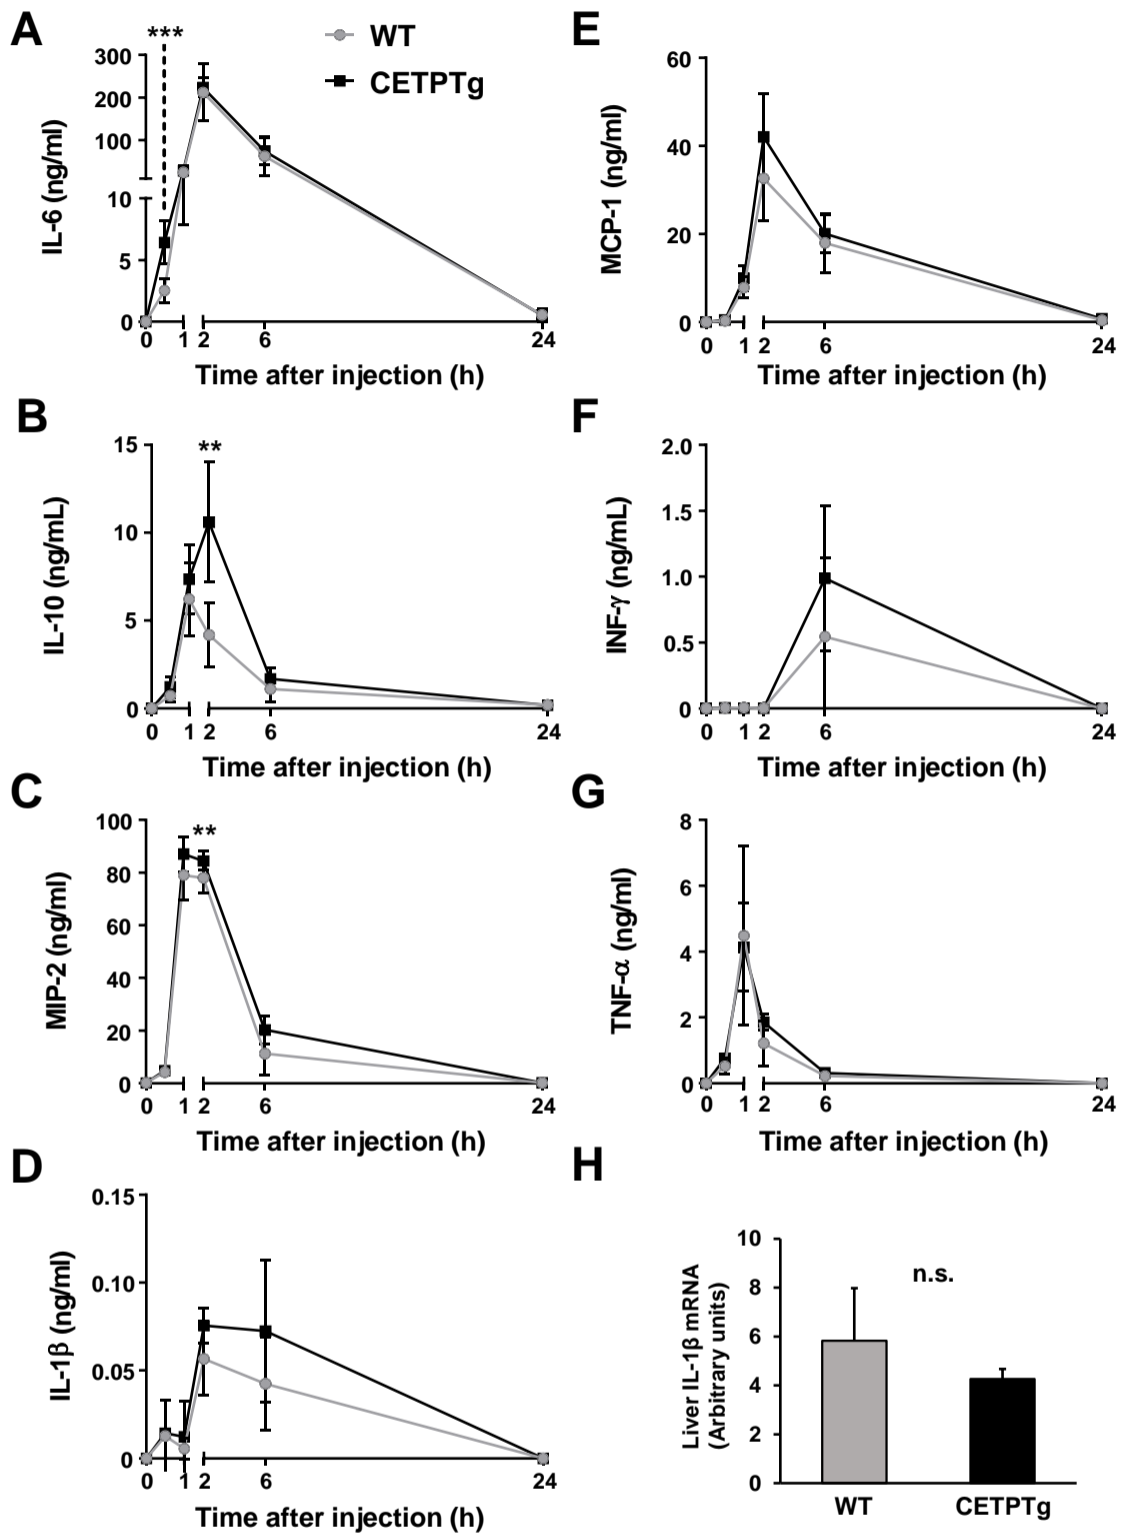 A
***
WT
CETPTg
300
200
100
10
5
0
IL-6 (ng/ml)
0 1 2 6 24
Time after injection (h)
E
60
40
20
0
MCP-1 (ng/ml)
0 1 2 6 24
Time after injection (h)
B
**
15
10
5
0
IL-10 (ng/mL)
0 1 2 6 24
Time after injection (h)
F
2.0
1.5
1.0
0.5
0
INF-γ (ng/mL)
0 1 2 6 24
Time after injection (h)
C
**
100
80
60
40
20
0
MIP-2 (ng/ml)
0 1 2 6 24
Time after injection (h)
G
8
6
4
2
0
TNF-α (ng/ml)
0 1 2 6 24
Time after injection (h)
D
0.15
0.10
0.05
0
IL-1β (ng/ml)
0 1 2 6 24
Time after injection (h)
H
10
8
6
4
2
0
Liver IL-1β mRNA
(Arbitrary units)
n.s.
WT CETPTg